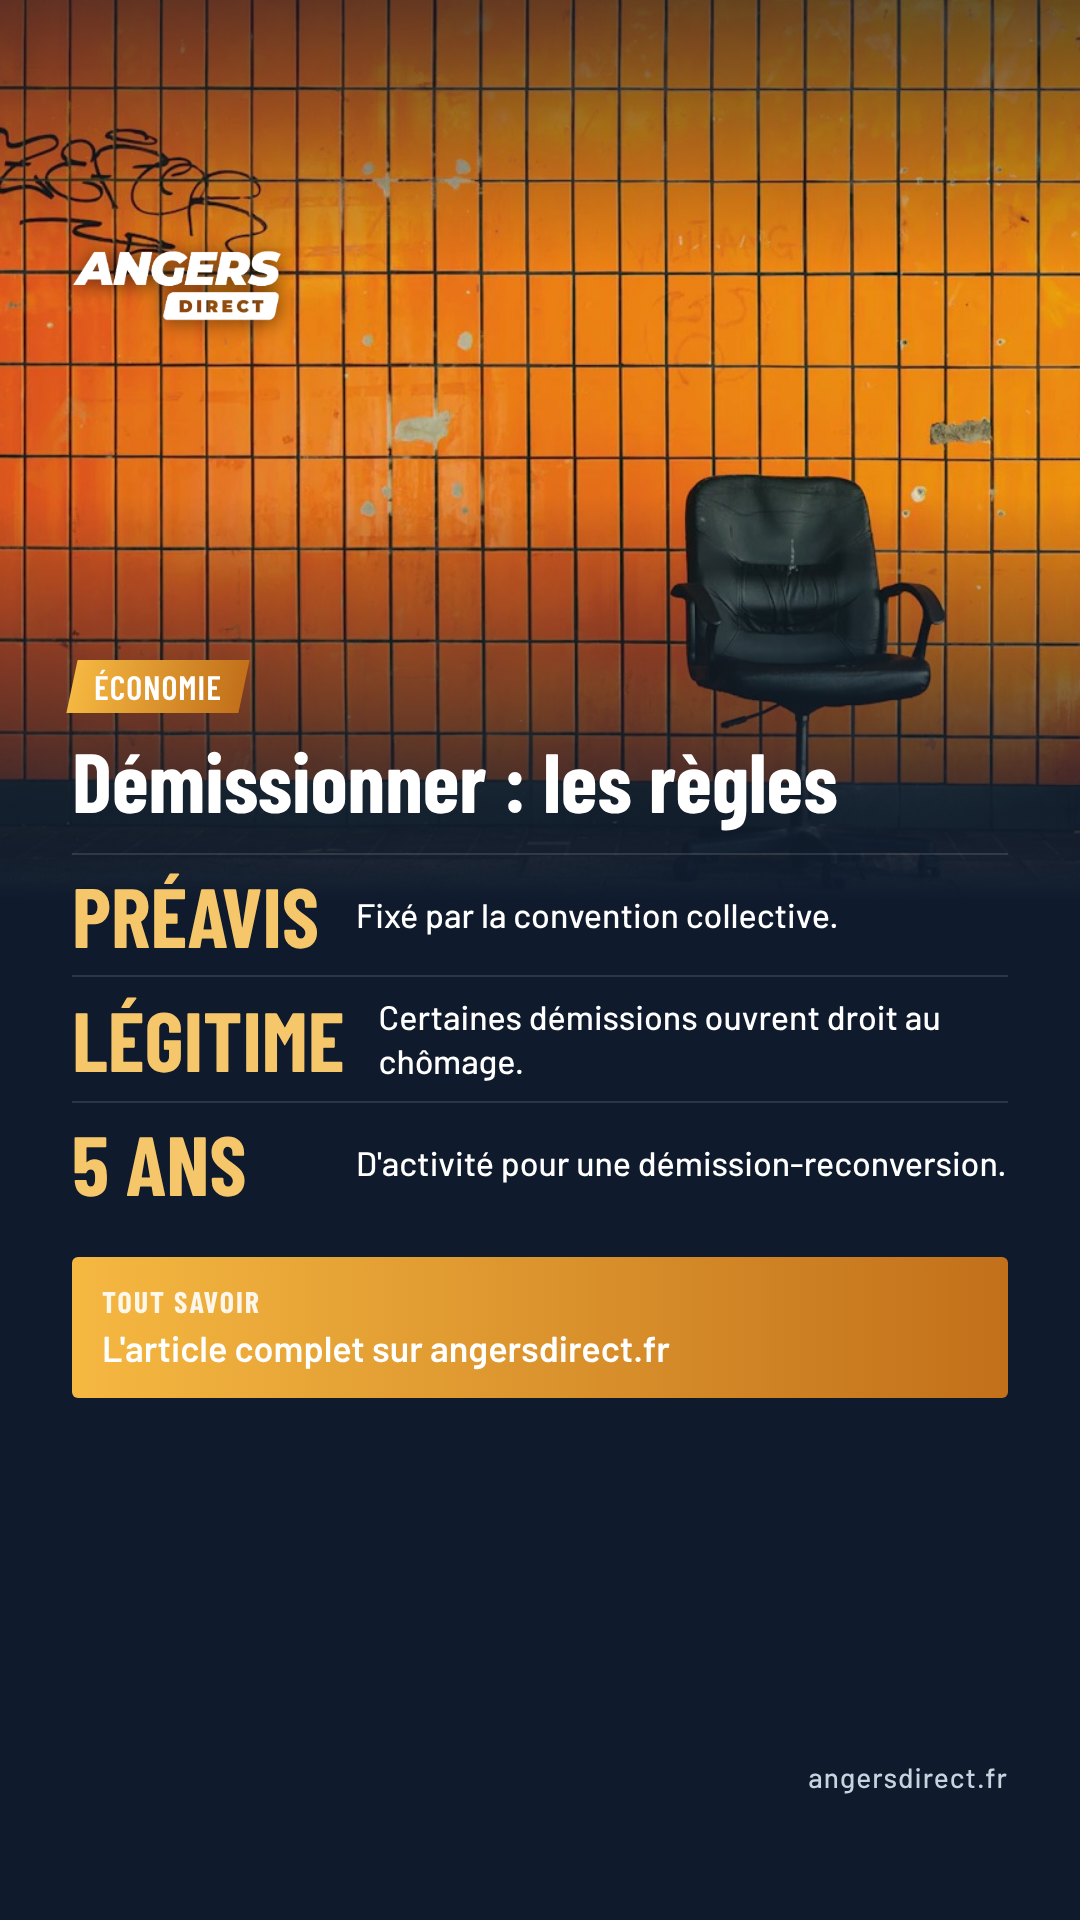 ANGERS
DIRECT
ÉCONOMIE
Démissionner : les règles
PRÉAVIS
Fixé par la convention collective.
LÉGITIME
Certaines démissions ouvrent droit au
chômage.
5 ANS
D'activité pour une démission-reconversion.
TOUT SAVOIR
L'article complet sur angersdirect.fr
angersdirect.fr